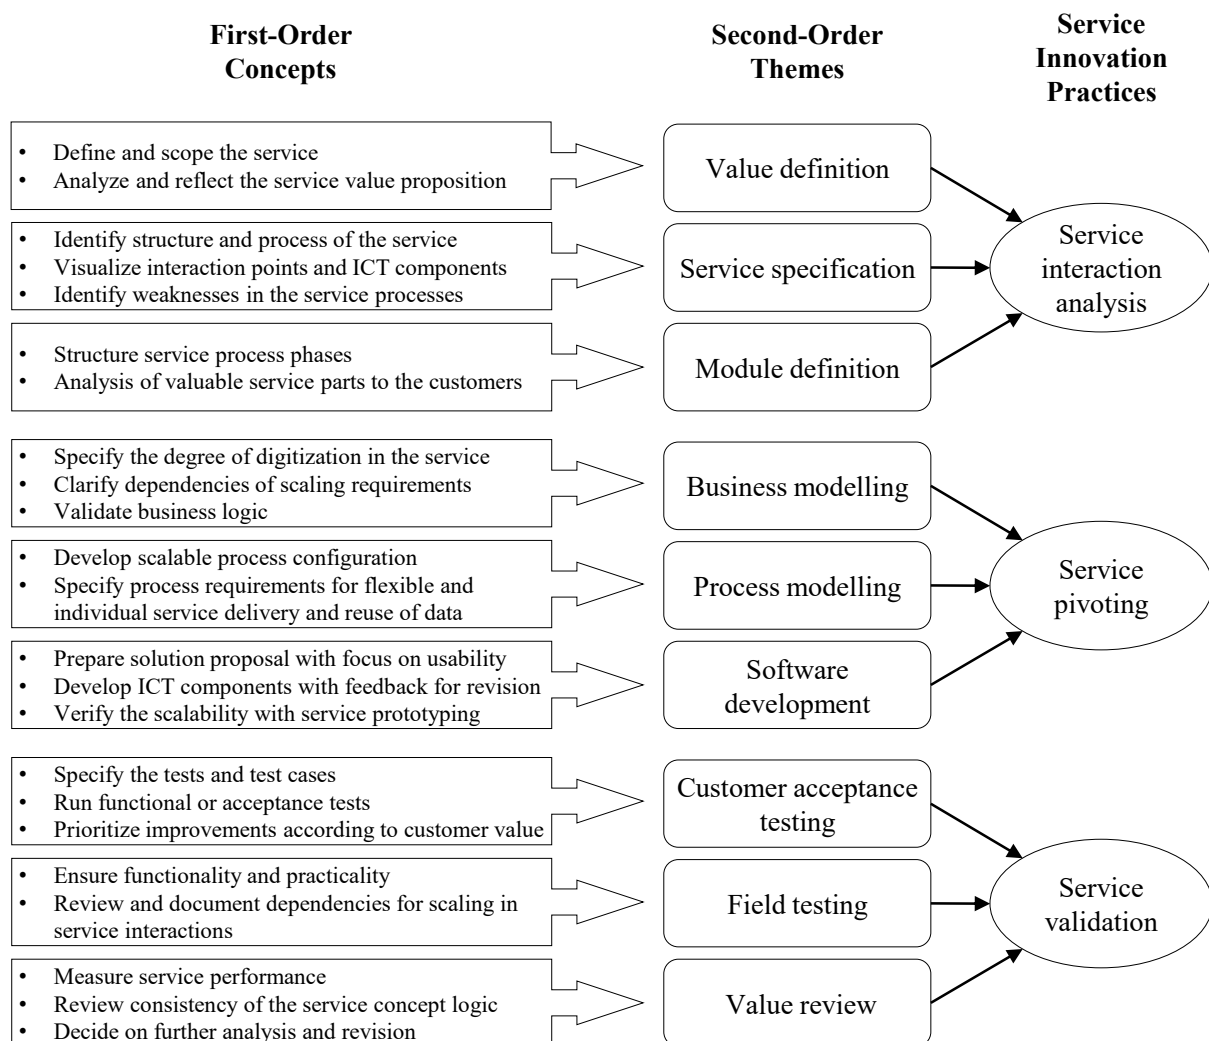 First-Order
Concepts
Second-Order
Themes
Service
Innovation
Practices
• Define and scope the service
• Analyze and reflect the service value proposition
Value definition
• Identify structure and process of the service
• Visualize interaction points and ICT components
• Identify weaknesses in the service processes
Service specification
• Structure service process phases
• Analysis of valuable service parts to the customers
Module definition
Service
interaction
analysis
• Specify the degree of digitization in the service
• Clarify dependencies of scaling requirements
• Validate business logic
Business modelling
• Develop scalable process configuration
• Specify process requirements for flexible and
individual service delivery and reuse of data
Process modelling
• Prepare solution proposal with focus on usability
• Develop ICT components with feedback for revision
• Verify the scalability with service prototyping
Software
development
Service
pivoting
• Specify the tests and test cases
• Run functional or acceptance tests
• Prioritize improvements according to customer value
Customer acceptance
testing
• Ensure functionality and practicality
• Review and document dependencies for scaling in
service interactions
Field testing
• Measure service performance
• Review consistency of the service concept logic
• Decide on further analysis and revision
Value review
Service
validation